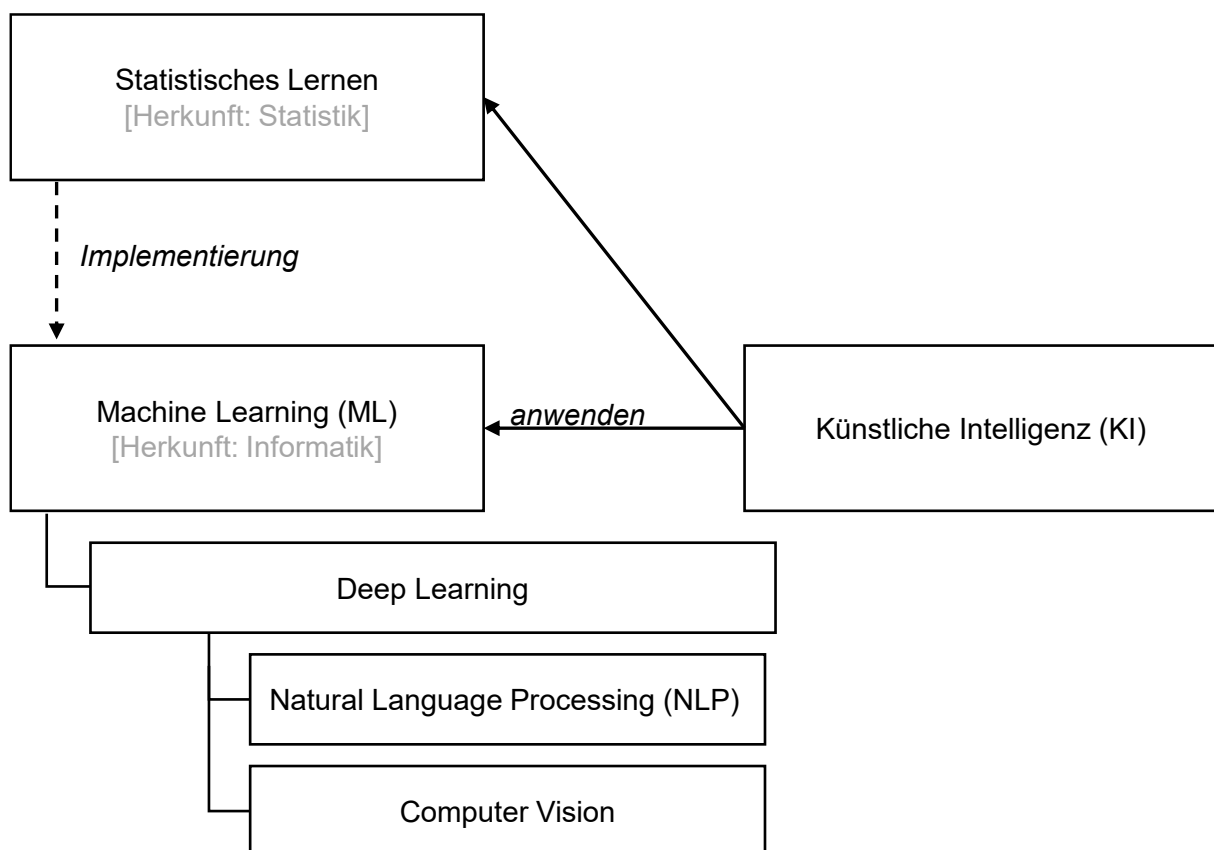 Statistisches Lernen
[Herkunft: Statistik]
Implementierung
Machine Learning (ML)
[Herkunft: Informatik]
anwenden
Künstliche Intelligenz (KI)
Deep Learning
Natural Language Processing (NLP)
Computer Vision